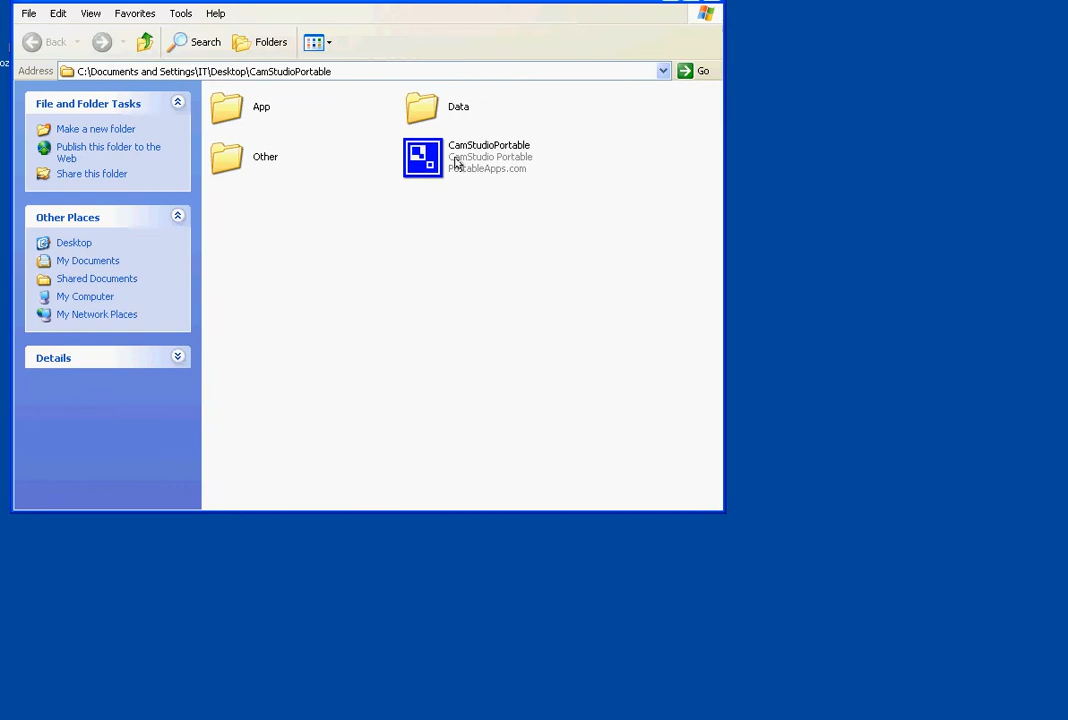 File Edit View Favorites Tools Help
Back Search Folders
Address C:\Documents and Settings\IT\Desktop\CamStudioPortable Go
oz
File and Folder Tasks
Make a new folder
Publish this folder to the
Web
Share this folder
Other Places
Desktop
My Documents
Shared Documents
My Computer
My Network Places
Details
App
Data
Other
CamStudioPortable
CamStudio Portable
PortableApps.com